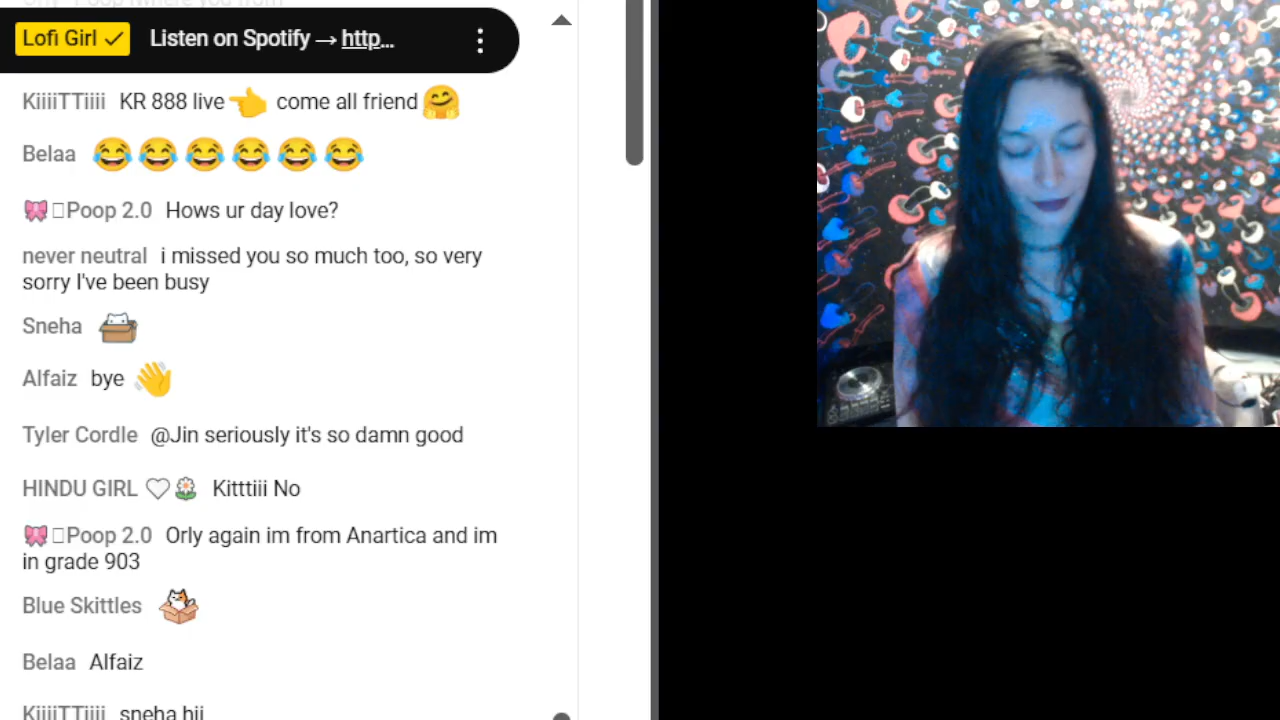 Lofi Girl ✓ Listen on Spotify → http...
KiiiiTTiiii KR 888 live 👈 come all friend 🤗
Belaa 😂😂😂😂😂😂
🎀 Poop 2.0 Hows ur day love?
never neutral i missed you so much too, so very
sorry I've been busy
Sneha
Alfaiz bye 👋
Tyler Cordle @Jin seriously it's so damn good
HINDU GIRL ♡🌼 Kitttiii No
🎀 Poop 2.0 Orly again im from Anartica and im
in grade 903
Blue Skittles
Belaa Alfaiz
KiiiiTTiiii sneha hii